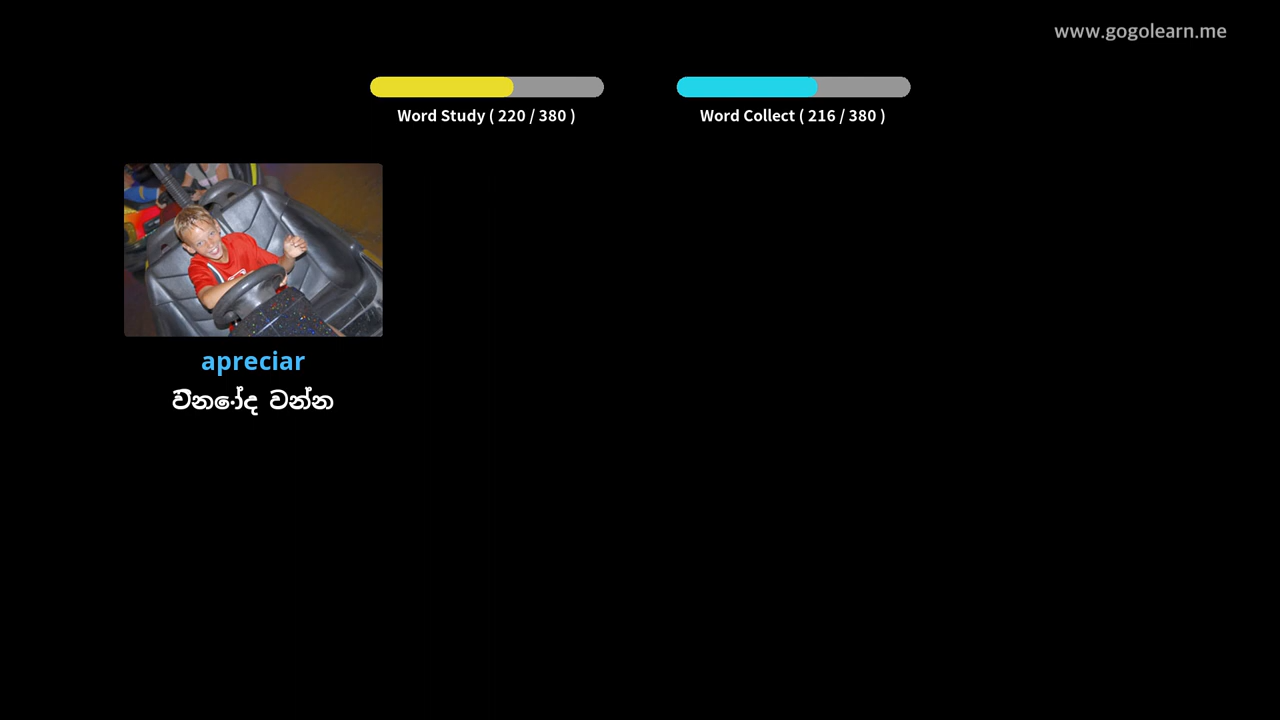 www.gogolearn.me
Word Study ( 220 / 380 )
Word Collect ( 216 / 380 )
apreciar
විනෝද වන්න